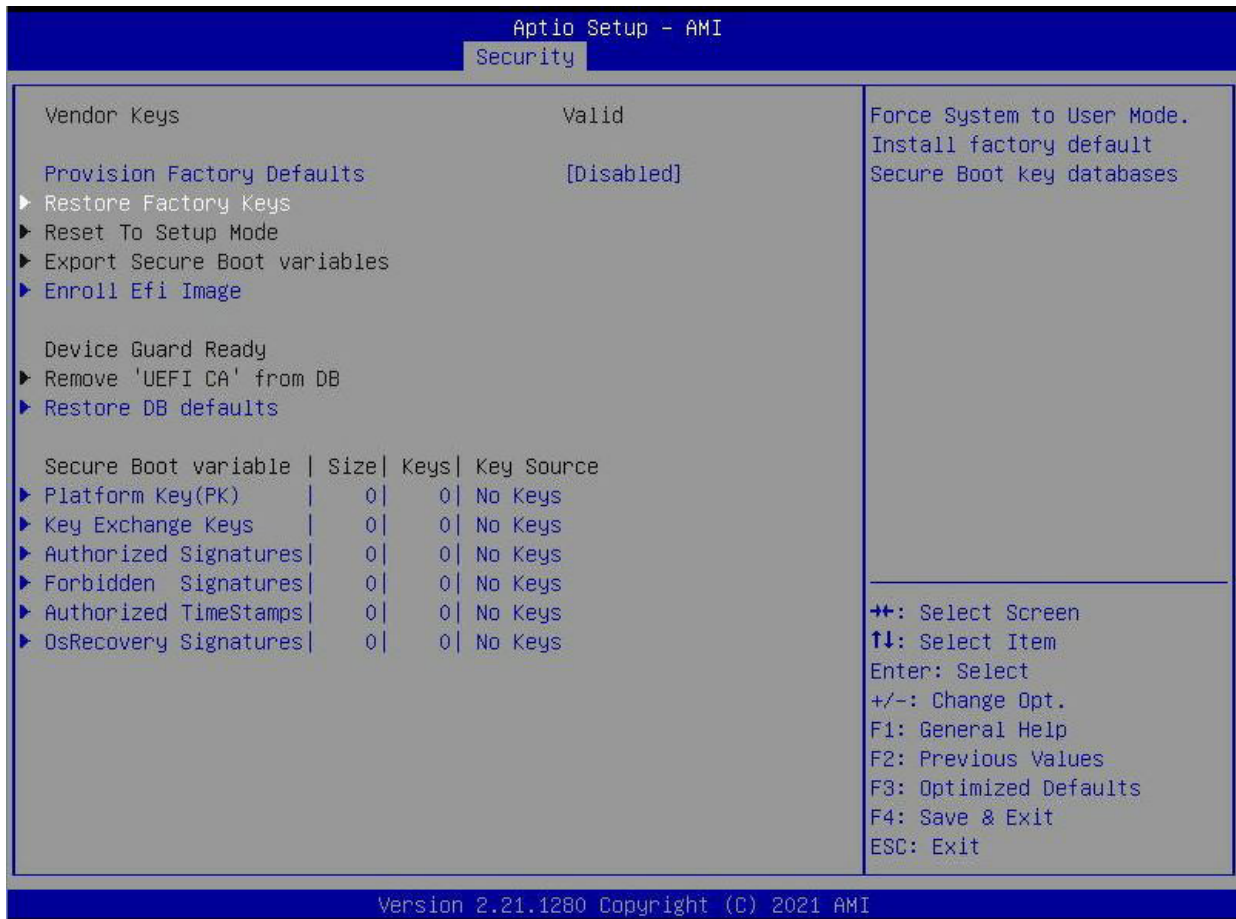 Aptio Setup – AMI
Security
Vendor Keys Valid
Provision Factory Defaults [Disabled]
Restore Factory Keys
Reset To Setup Mode
Export Secure Boot variables
Enroll Efi Image
Device Guard Ready
Remove 'UEFI CA' from DB
Restore DB defaults
Secure Boot variable | Size| Keys| Key Source
Platform Key(PK) | 0| 0| No Keys
Key Exchange Keys | 0| 0| No Keys
Authorized Signatures| 0| 0| No Keys
Forbidden Signatures| 0| 0| No Keys
Authorized TimeStamps| 0| 0| No Keys
OsRecovery Signatures| 0| 0| No Keys
Force System to User Mode.
Install factory default
Secure Boot key databases
→←: Select Screen
↑↓: Select Item
Enter: Select
+/-: Change Opt.
F1: General Help
F2: Previous Values
F3: Optimized Defaults
F4: Save & Exit
ESC: Exit
Version 2.21.1280 Copyright (C) 2021 AMI